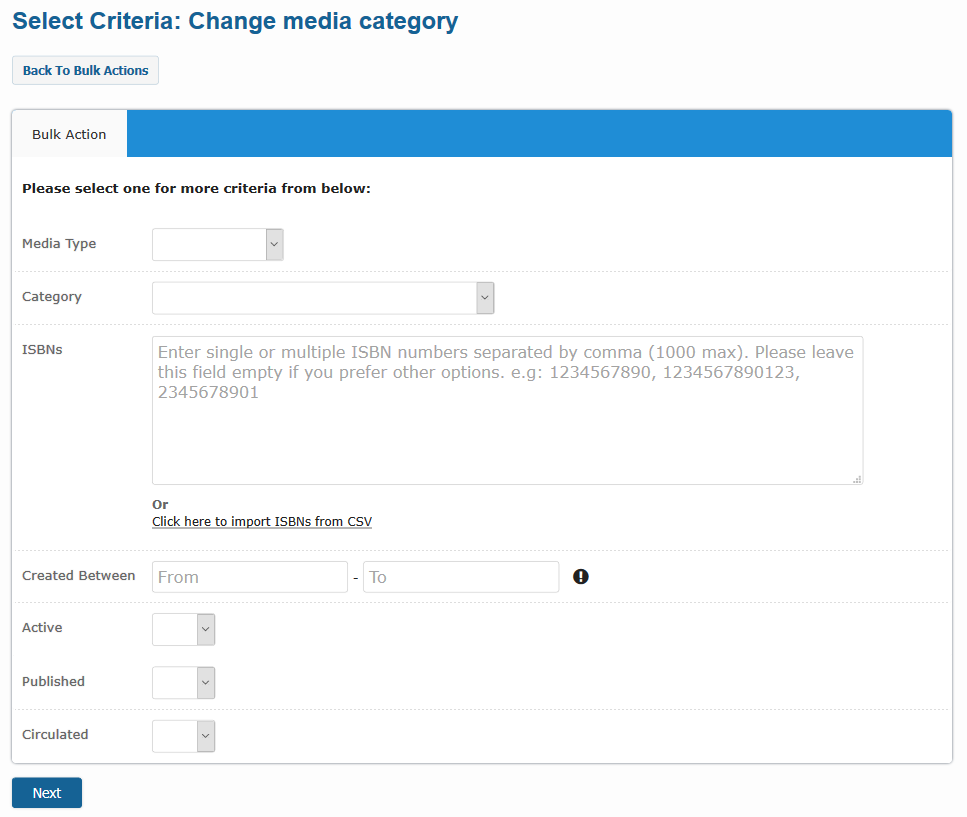 Select Criteria: Change media category
Back To Bulk Actions
Bulk Action
Please select one for more criteria from below:
Media Type
Category
ISBNs
Enter single or multiple ISBN numbers separated by comma (1000 max). Please leave
this field empty if you prefer other options. e.g: 1234567890, 1234567890123,
2345678901
Or
Click here to import ISBNs from CSV
Created Between From - To
Active
Published
Circulated
Next